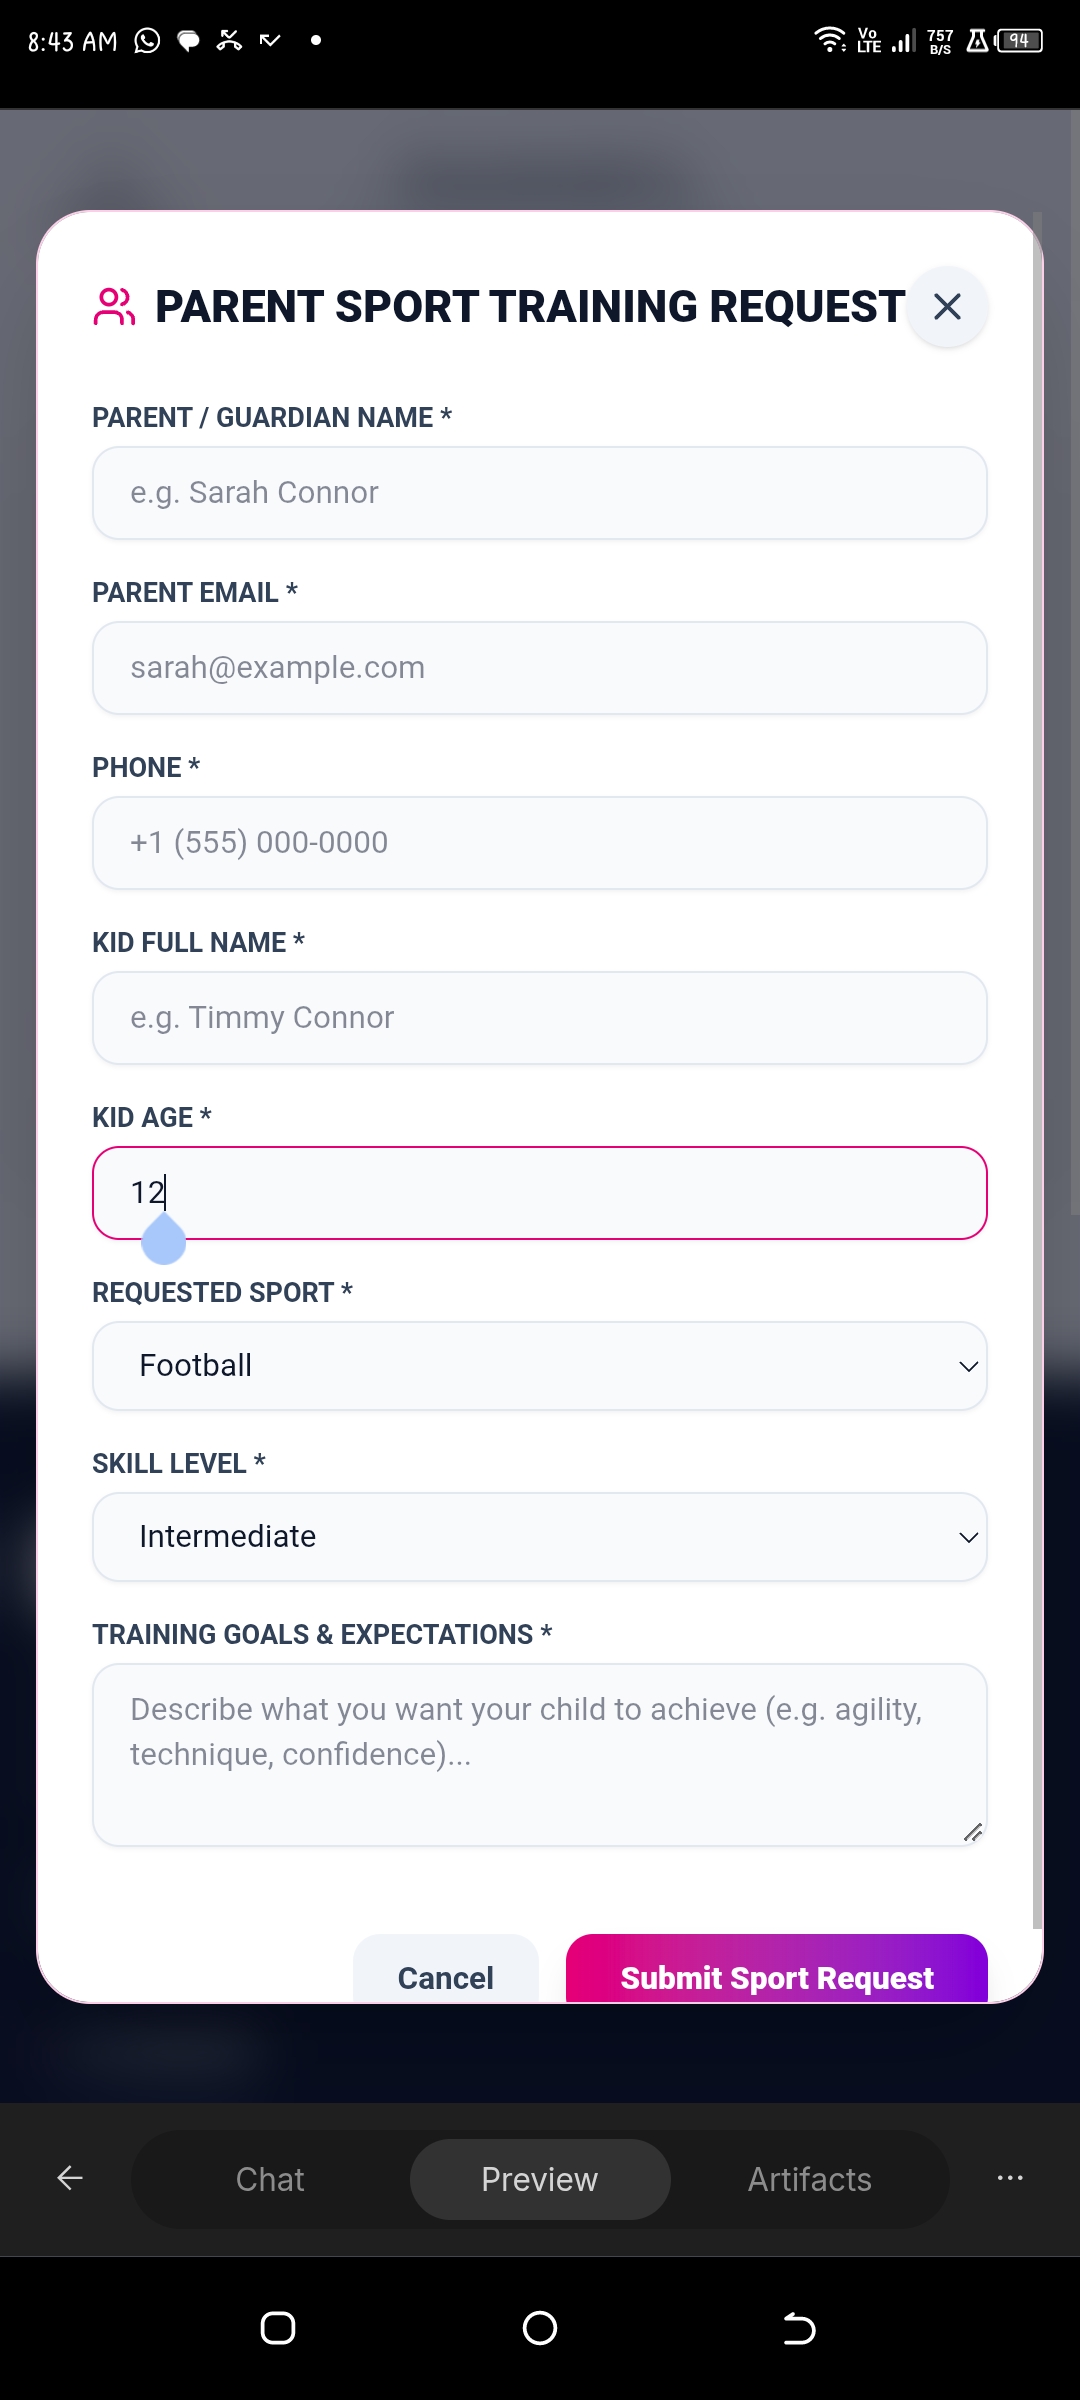 8:43 AM
Vo
LTE
757
B/S
94
PARENT SPORT TRAINING REQUEST
PARENT / GUARDIAN NAME *
e.g. Sarah Connor
PARENT EMAIL *
sarah@example.com
PHONE *
+1 (555) 000-0000
KID FULL NAME *
e.g. Timmy Connor
KID AGE *
12
REQUESTED SPORT *
Football
SKILL LEVEL *
Intermediate
TRAINING GOALS & EXPECTATIONS *
Describe what you want your child to achieve (e.g. agility,
technique, confidence)...
Cancel Submit Sport Request
Chat Preview Artifacts